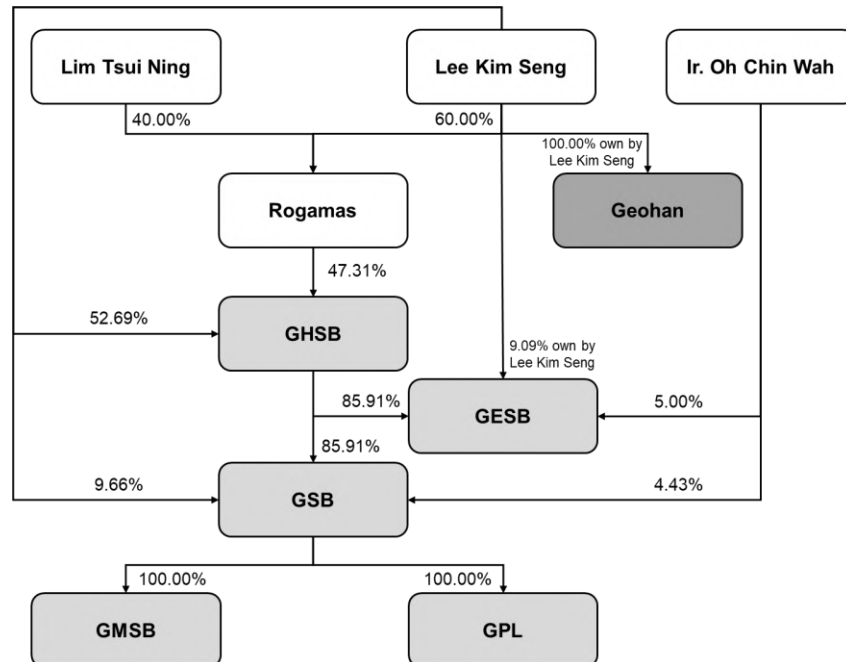 Lim Tsui Ning
Lee Kim Seng
Ir. Oh Chin Wah
40.00%
60.00%
100.00% own by
Lee Kim Seng
Rogamas
Geohan
47.31%
52.69%
GHSB
9.09% own by
Lee Kim Seng
85.91%
GESB
5.00%
85.91%
9.66%
GSB
4.43%
100.00%
100.00%
GMSB
GPL